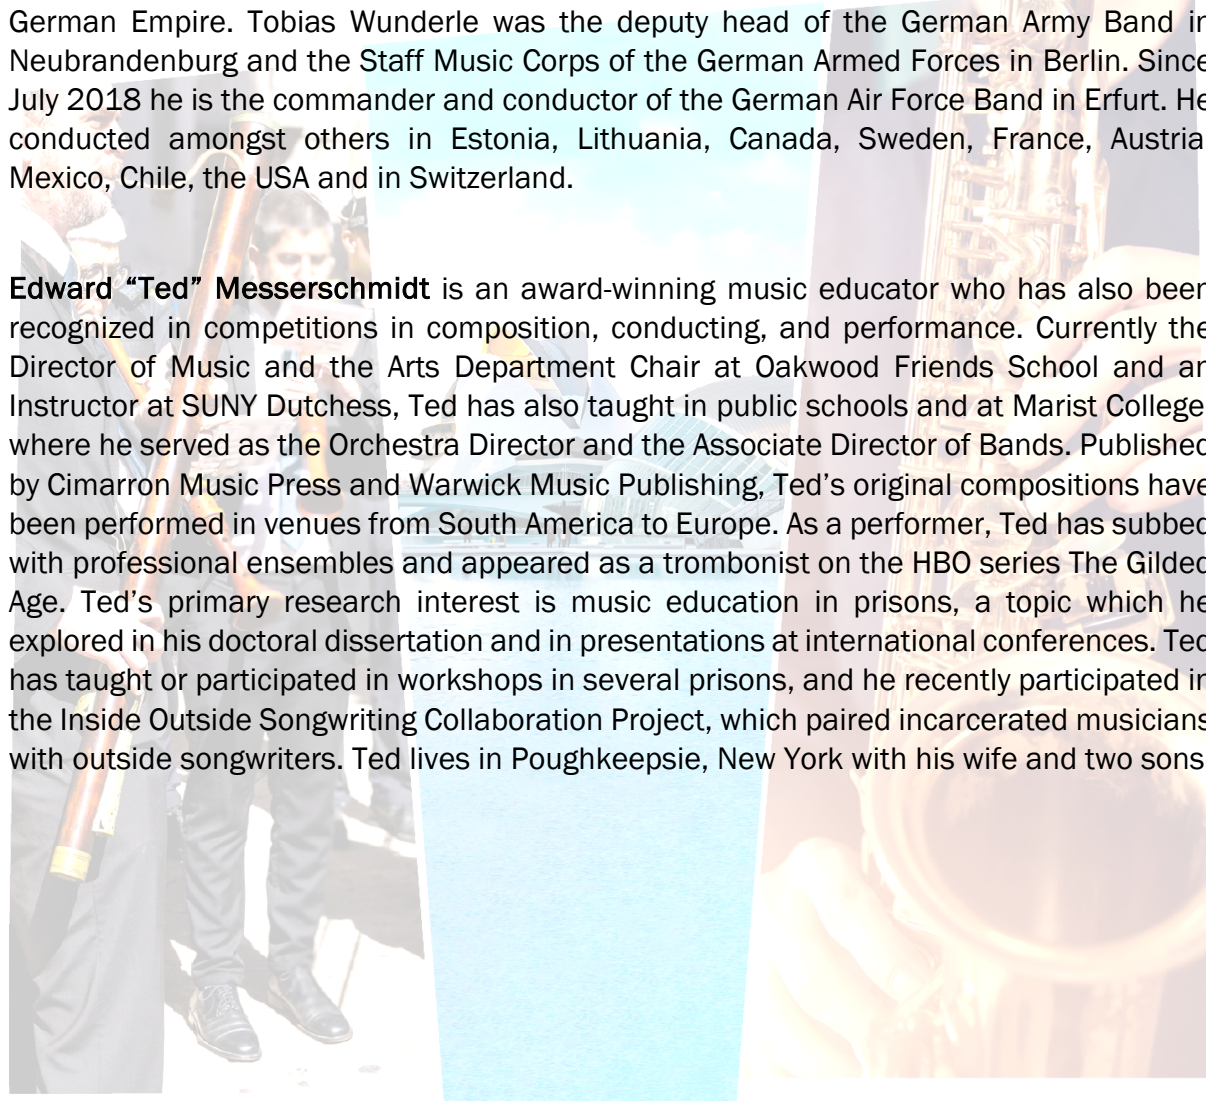 German Empire. Tobias Wunderle was the deputy head of the German Army Band in
Neubrandenburg and the Staff Music Corps of the German Armed Forces in Berlin. Since
July 2018 he is the commander and conductor of the German Air Force Band in Erfurt. He
conducted amongst others in Estonia, Lithuania, Canada, Sweden, France, Austria
Mexico, Chile, the USA and in Switzerland.
Edward “Ted” Messerschmidt is an award-winning music educator who has also been
recognized in competitions in composition, conducting, and performance. Currently the
Director of Music and the Arts Department Chair at Oakwood Friends School and an
Instructor at SUNY Dutchess, Ted has also taught in public schools and at Marist College
where he served as the Orchestra Director and the Associate Director of Bands. Published
by Cimarron Music Press and Warwick Music Publishing, Ted’s original compositions have
been performed in venues from South America to Europe. As a performer, Ted has subbed
with professional ensembles and appeared as a trombonist on the HBO series The Gilded
Age. Ted’s primary research interest is music education in prisons, a topic which he
explored in his doctoral dissertation and in presentations at international conferences. Ted
has taught or participated in workshops in several prisons, and he recently participated in
the Inside Outside Songwriting Collaboration Project, which paired incarcerated musicians
with outside songwriters. Ted lives in Poughkeepsie, New York with his wife and two sons